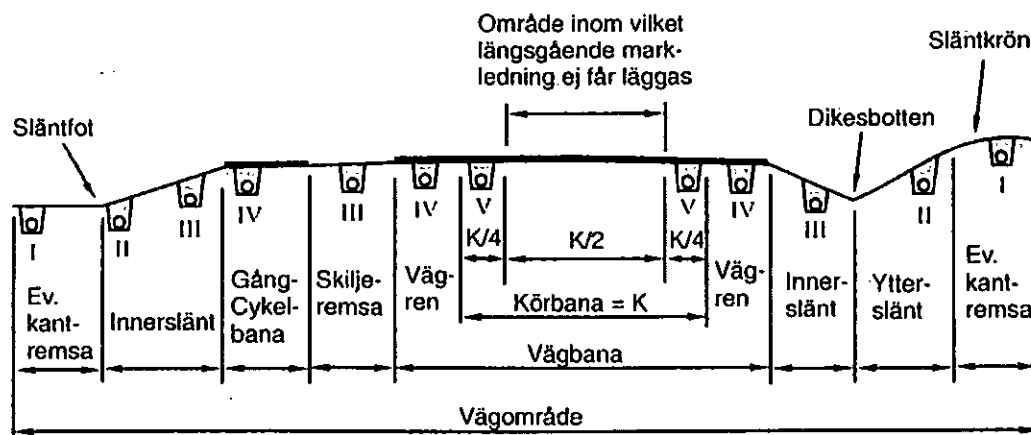 Område inom vilket
längsgående mark-
ledning ej får läggas
Släntkrön
Släntfot
Dikesbotten
I
II
III
IV
III
IV
V
V
IV
III
II
I
K/4
K/2
K/4
Ev.
kant-
remsa
Innerslänt
Gång-
Cykel-
bana
Skilje-
remsa
Väg-
ren
Körbana = K
Väg-
ren
Inner-
slänt
Ytter-
slänt
Ev.
kant-
remsa
Vägbana
Vägområde